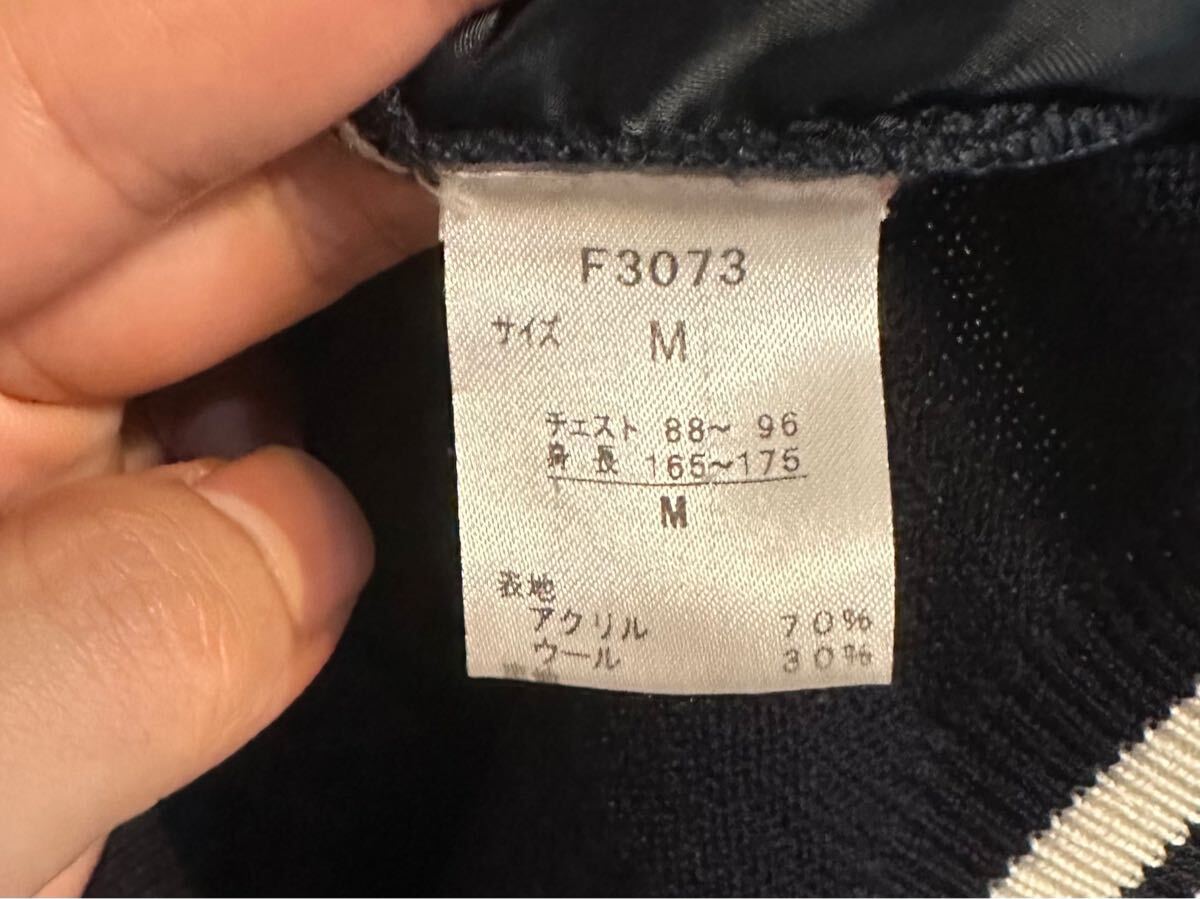 F3073
サイズ M
チェスト 88～ 96
身長 165～175
M
表地
アクリル 70%
ウール 30%